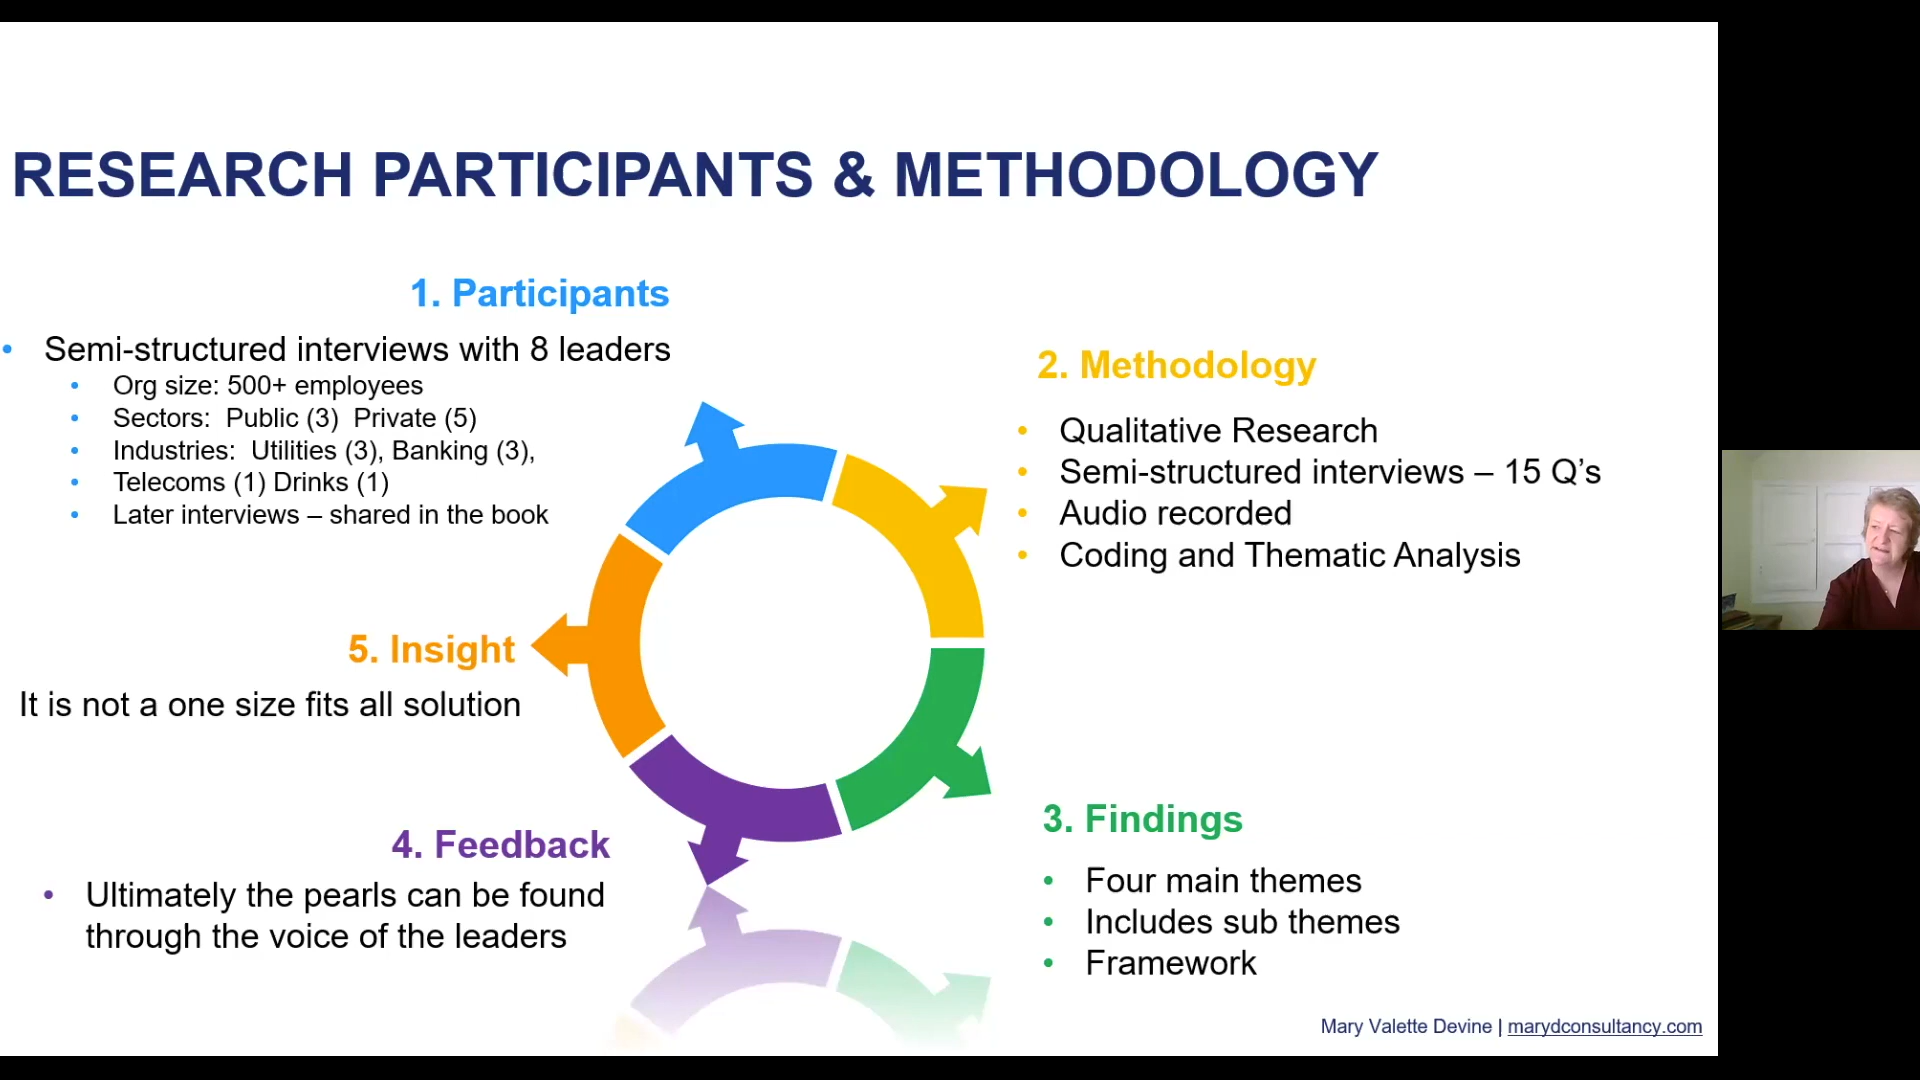 RESEARCH PARTICIPANTS & METHODOLOGY
1. Participants
• Semi-structured interviews with 8 leaders
• Org size: 500+ employees
• Sectors: Public (3) Private (5)
• Industries: Utilities (3), Banking (3),
• Telecoms (1) Drinks (1)
• Later interviews – shared in the book
2. Methodology
• Qualitative Research
• Semi-structured interviews – 15 Q’s
• Audio recorded
• Coding and Thematic Analysis
3. Findings
• Four main themes
• Includes sub themes
• Framework
4. Feedback
• Ultimately the pearls can be found
through the voice of the leaders
5. Insight
It is not a one size fits all solution
Mary Valette Devine | marydconsultancy.com